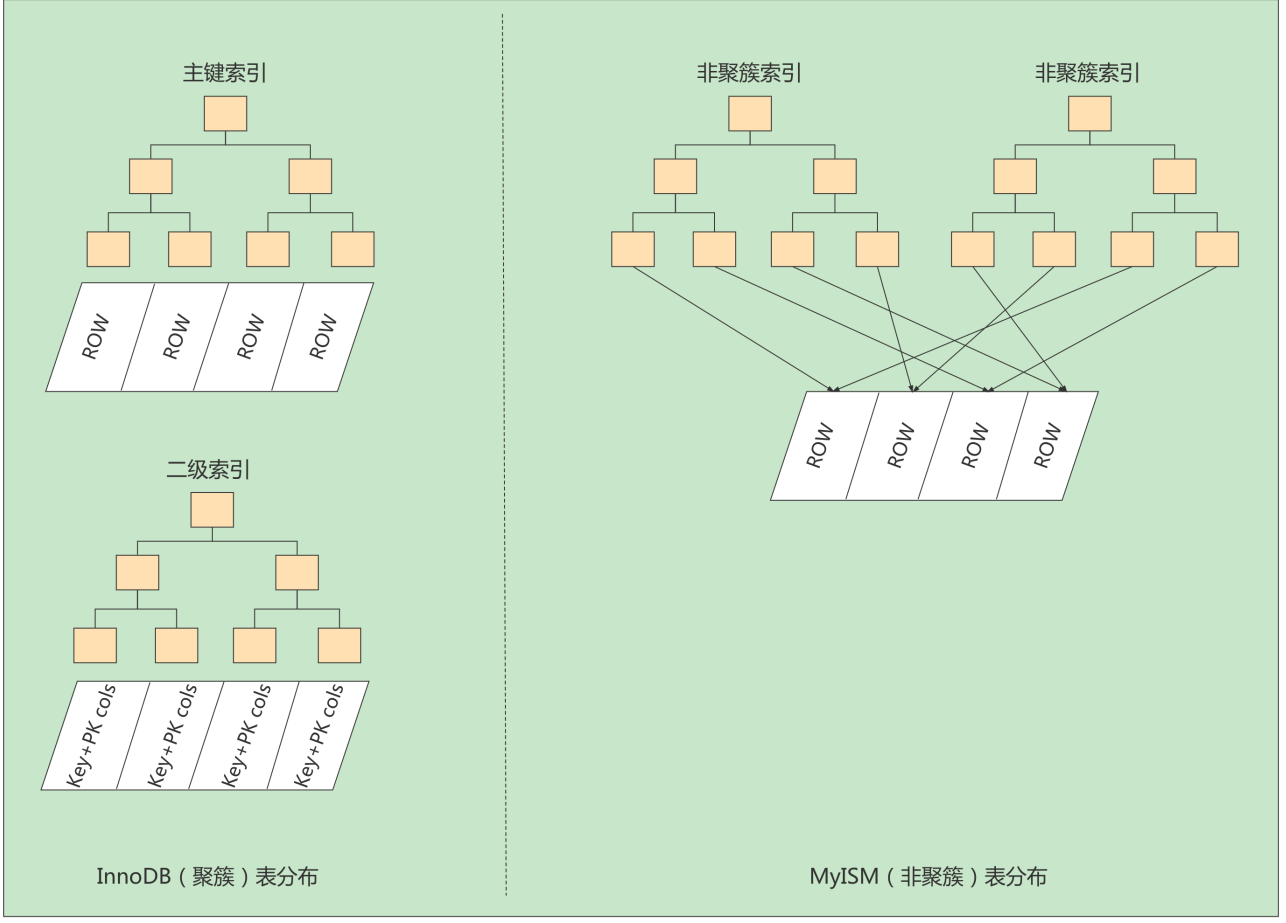 主键索引
ROW ROW ROW ROW
二级索引
Key+PK cols Key+PK cols Key+PK cols Key+PK cols
InnoDB（聚簇）表分布
非聚簇索引 非聚簇索引
ROW ROW ROW ROW
MyISM（非聚簇）表分布